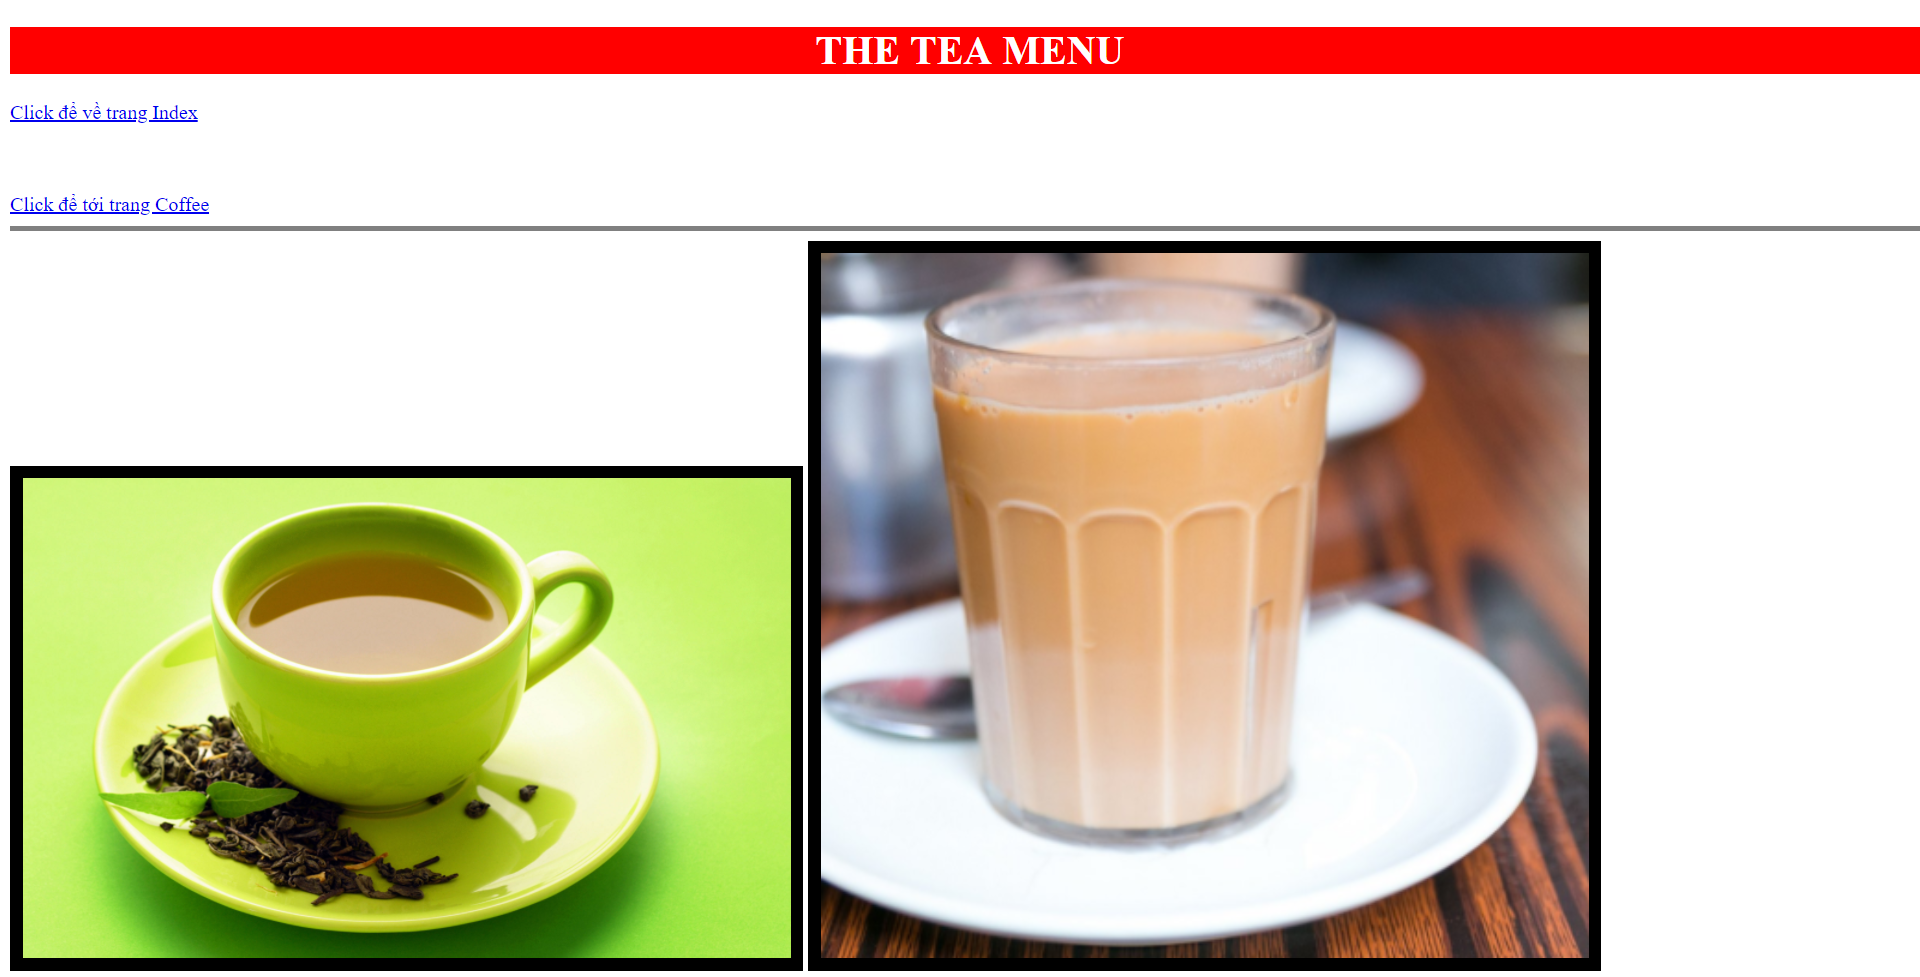 THE TEA MENU
Click để về trang Index
Click để tới trang Coffee